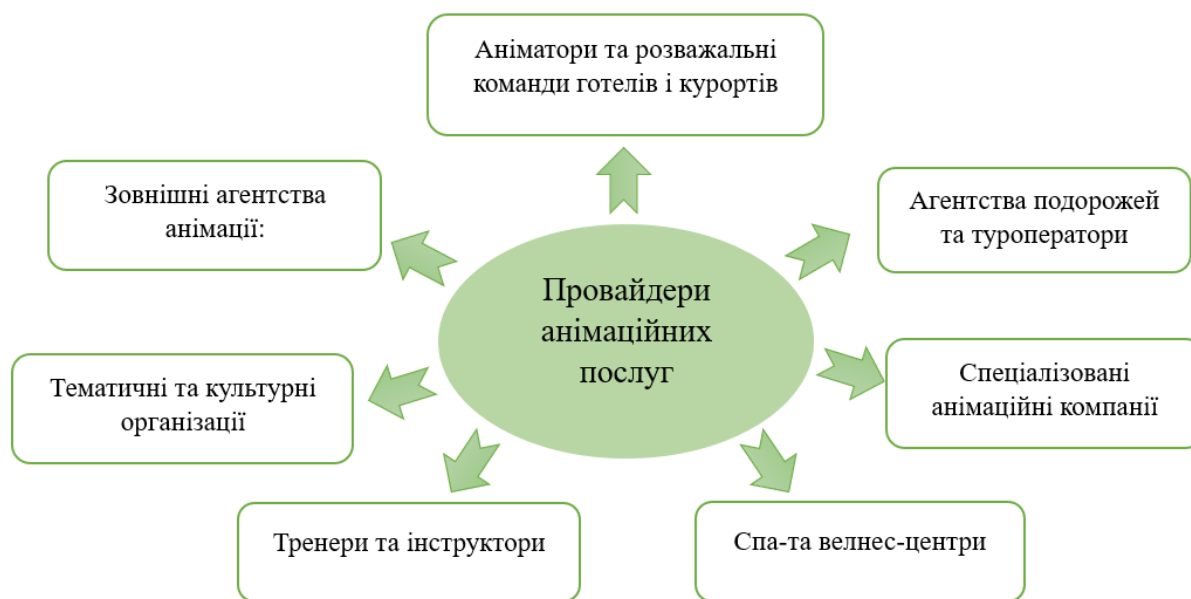 Аніматори та розважальні
команди готелів і курортів
Зовнішні агентства
анімації:
Агентства подорожей
та туроператори
Провайдери
анімаційних
послуг
Тематичні та культурні
організації
Спеціалізовані
анімаційні компанії
Тренери та інструктори
Спа-та велнес-центри